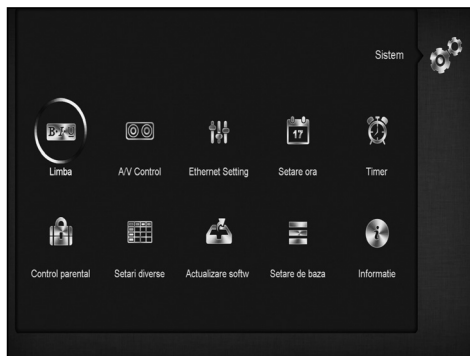 Sistem
Limba
A/V Control
Ethernet Setting
Setare ora
17
Timer
Control parental
Setari diverse
Actualizare softw
Setare de baza
Informatie